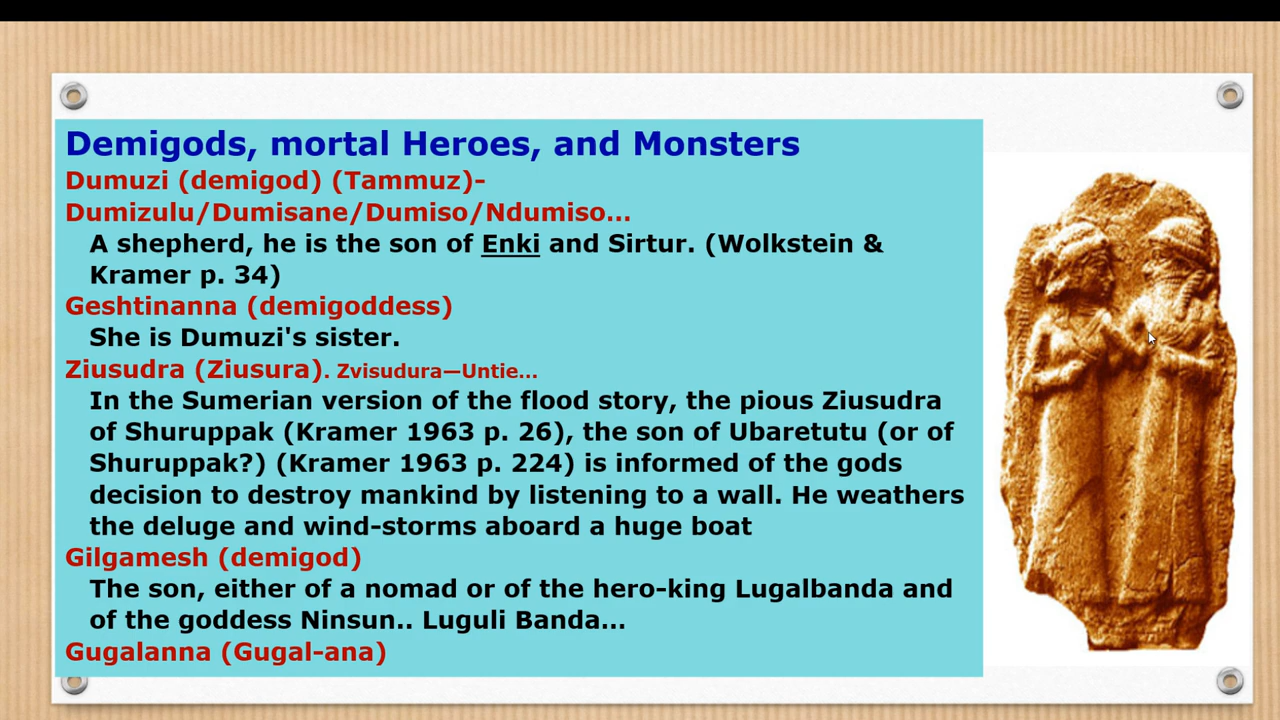 Demigods, mortal Heroes, and Monsters
Dumuzi (demigod) (Tammuz)-
Dumizulu/Dumisane/Dumiso/Ndumiso...
A shepherd, he is the son of Enki and Sirtur. (Wolkstein &
Kramer p. 34)
Geshtinanna (demigoddess)
She is Dumuzi's sister.
Ziusudra (Ziusura). Zvisudura—Untie...
In the Sumerian version of the flood story, the pious Ziusudra
of Shuruppak (Kramer 1963 p. 26), the son of Ubaretutu (or of
Shuruppak?) (Kramer 1963 p. 224) is informed of the gods
decision to destroy mankind by listening to a wall. He weathers
the deluge and wind-storms aboard a huge boat
Gilgamesh (demigod)
The son, either of a nomad or of the hero-king Lugalbanda and
of the goddess Ninsun.. Luguli Banda...
Gugalanna (Gugal-ana)